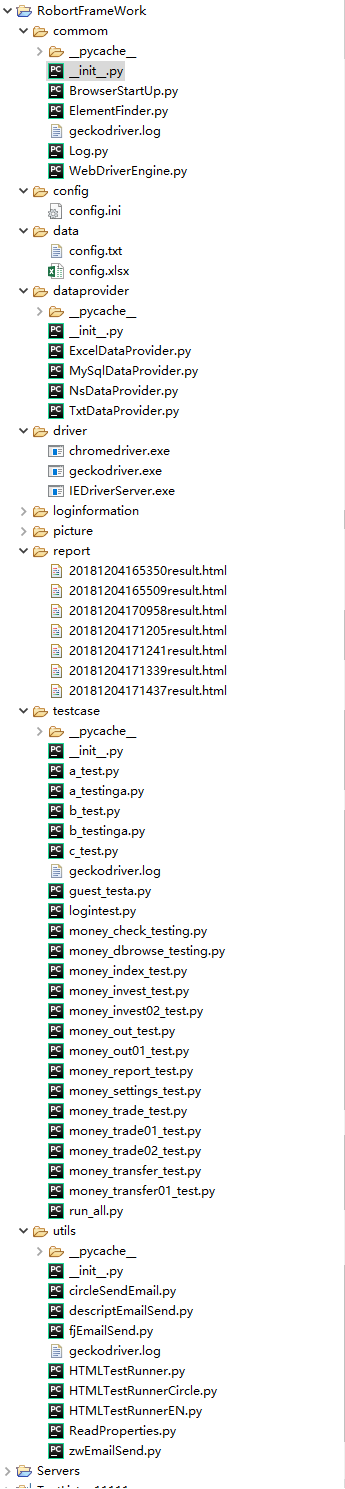 RobortFrameWork
commom
__pycache__
__init__.py
BrowserStartUp.py
ElementFinder.py
geckodriver.log
Log.py
WebDriverEngine.py
config
config.ini
data
config.txt
config.xlsx
dataprovider
__pycache__
__init__.py
ExcelDataProvider.py
MySqlDataProvider.py
NsDataProvider.py
TxtDataProvider.py
driver
chromedriver.exe
geckodriver.exe
IEDriverServer.exe
loginformation
picture
report
20181204165350result.html
20181204165509result.html
20181204170958result.html
20181204171205result.html
20181204171241result.html
20181204171339result.html
20181204171437result.html
testcase
__pycache__
__init__.py
a_test.py
a_testinga.py
b_test.py
b_testinga.py
c_test.py
geckodriver.log
guest_testa.py
logintest.py
money_check_testing.py
money_dbrowse_testing.py
money_index_test.py
money_invest_test.py
money_invest02_test.py
money_out_test.py
money_out01_test.py
money_report_test.py
money_settings_test.py
money_trade_test.py
money_trade01_test.py
money_trade02_test.py
money_transfer_test.py
money_transfer01_test.py
run_all.py
utils
__pycache__
__init__.py
circleSendEmail.py
descriptEmailSend.py
fjEmailSend.py
geckodriver.log
HTMLTestRunner.py
HTMLTestRunnerCircle.py
HTMLTestRunnerEN.py
ReadProperties.py
zwEmailSend.py
Servers